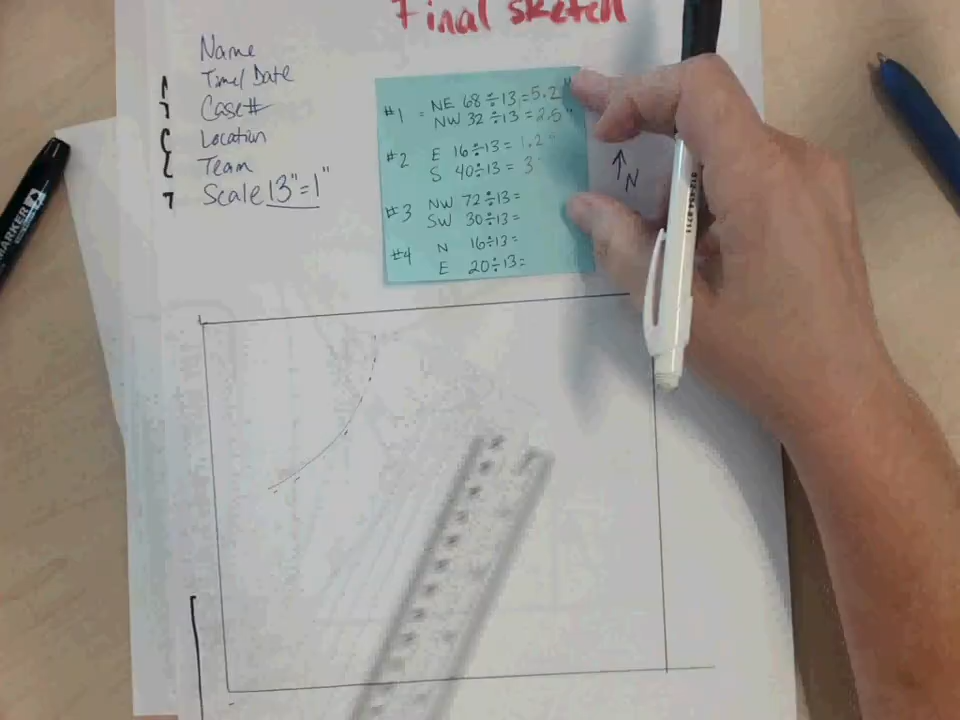 Final sketch
Name
Time/Date
Case#
Location
Team
Scale 13"=1"
#1 = NE 68÷13=5.2"
NW 32÷13=2.5"
#2 E 16÷13=1.2"
S 40÷13=3"
#3 NW 72÷13=
SW 30÷13=
#4 N 16÷13=
E 20÷13=
↑N
MARKER